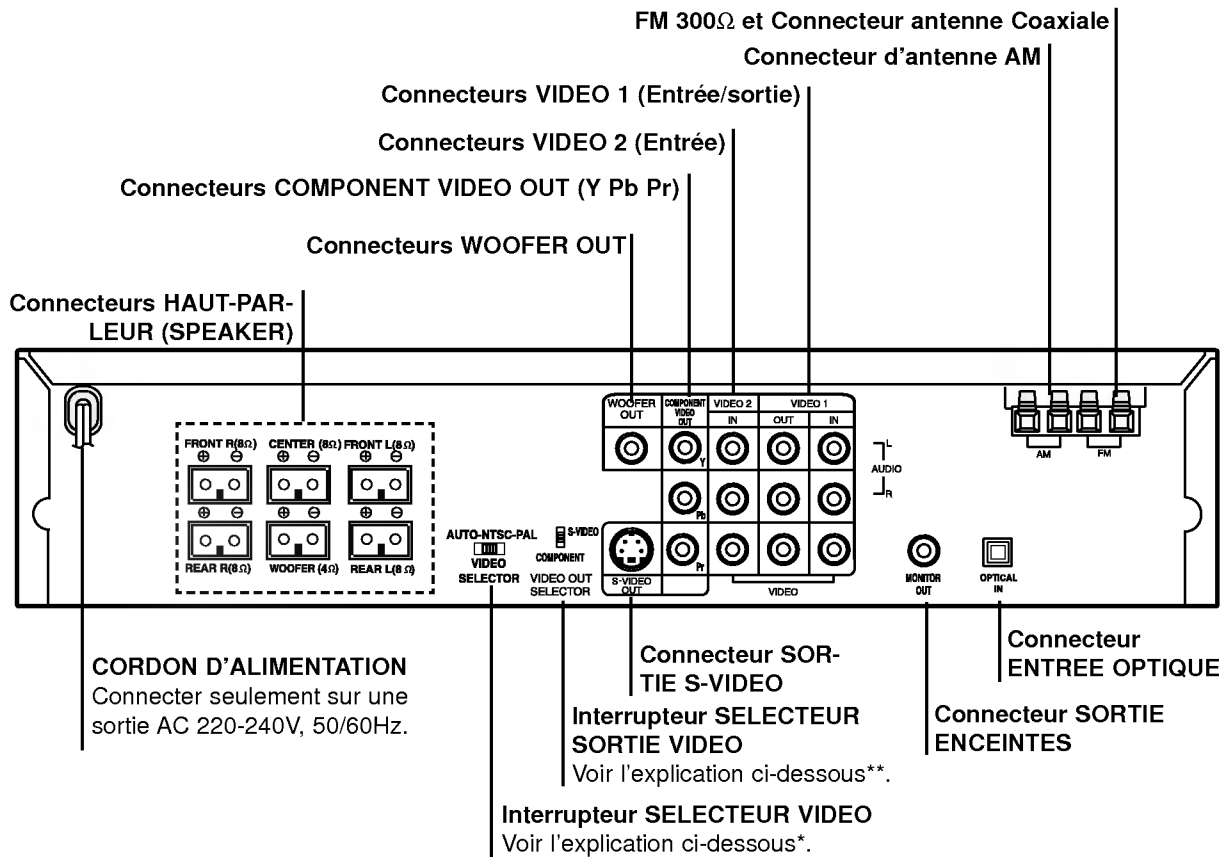 FM 300Ω et Connecteur antenne Coaxiale
Connecteur d'antenne AM
Connecteurs VIDEO 1 (Entrée/sortie)
Connecteurs VIDEO 2 (Entrée)
Connecteurs COMPONENT VIDEO OUT (Y Pb Pr)
Connecteurs WOOFER OUT
Connecteurs HAUT-PAR-
LEUR (SPEAKER)
WOOFER
OUT
COMPONENT
VIDEO
OUT
VIDEO 2
IN
VIDEO 1
OUT IN
FRONT R(8Ω) CENTER (8Ω) FRONT L(8Ω)
⊕ ⊖ ⊕ ⊖ ⊕ ⊖
⊕ ⊖ ⊕ ⊖ ⊕ ⊖
REAR R(8Ω) WOOFER (4Ω) REAR L(8Ω)
AUTO-NTSC-PAL
VIDEO
SELECTOR
S-VIDEO
COMPONENT
VIDEO OUT
SELECTOR
Y
Pb
Pr
S-VIDEO
OUT
VIDEO
L
AUDIO
R
AM FM
MONITOR
OUT
OPTICAL
IN
CORDON D'ALIMENTATION
Connecter seulement sur une
sortie AC 220-240V, 50/60Hz.
Connecteur SOR-
TIE S-VIDEO
Interrupteur SELECTEUR
SORTIE VIDEO
Voir l'explication ci-dessous**.
Interrupteur SELECTEUR VIDEO
Voir l'explication ci-dessous*.
Connecteur
ENTREE OPTIQUE
Connecteur SORTIE
ENCEINTES